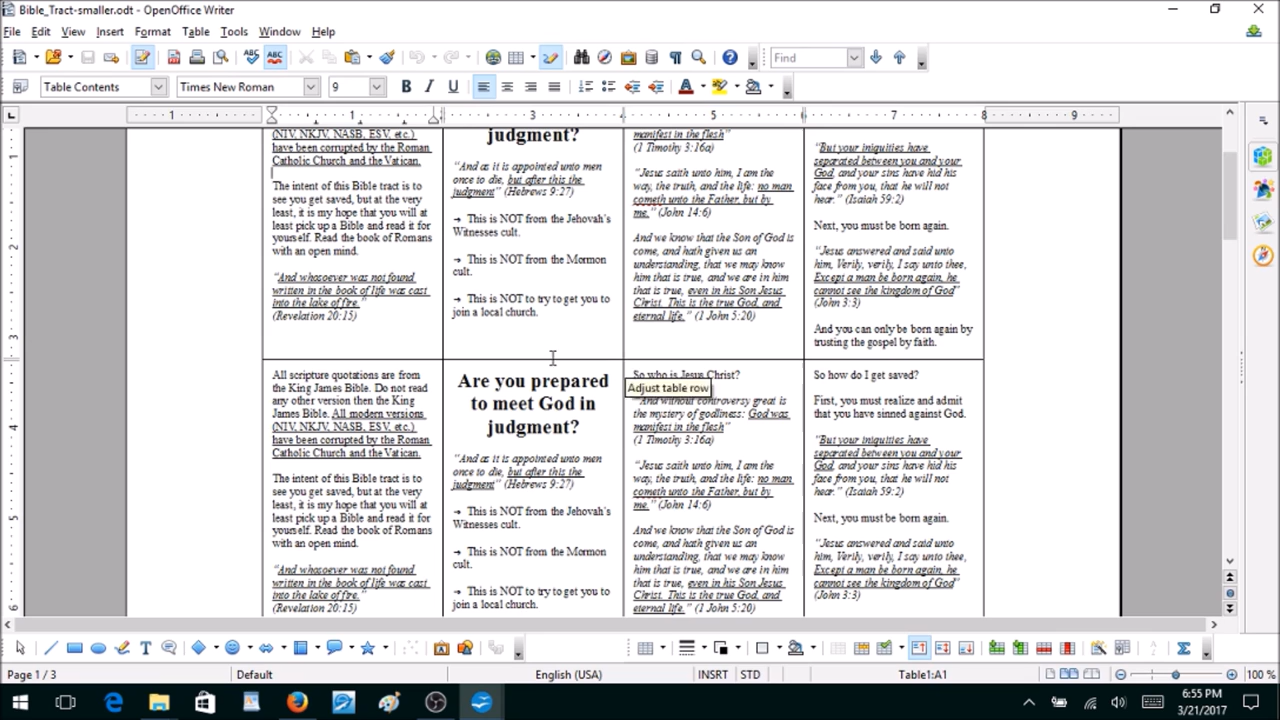 Bible_Tract-smaller.odt - OpenOffice Writer
File Edit View Insert Format Table Tools Window Help
Find
Table Contents Times New Roman 9 B I U
1 1 3 5 7 8 9
(NIV, NKJV, NASB, ESV, etc.)
have been corrupted by the Roman
Catholic Church and the Vatican.
The intent of this Bible tract is to
see you get saved, but at the very
least, it is my hope that you will at
least pick up a Bible and read it for
yourself. Read the book of Romans
with an open mind.
“And whosoever was not found
written in the book of life was cast
into the lake of fire.”
(Revelation 20:15)
judgment?
“And as it is appointed unto men
once to die, but after this the
judgment” (Hebrews 9:27)
→ This is NOT from the Jehovah's
Witnesses cult.
→ This is NOT from the Mormon
cult.
→ This is NOT to try to get you to
join a local church.
manifest in the flesh”
(1 Timothy 3:16a)
“Jesus saith unto him, I am the
way, the truth, and the life: no man
cometh unto the Father, but by
me.” (John 14:6)
And we know that the Son of God is
come, and hath given us an
understanding, that we may know
him that is true, and we are in him
that is true, even in his Son Jesus
Christ. This is the true God, and
eternal life.” (1 John 5:20)
“But your iniquities have
separated between you and your
God, and your sins have hid his
face from you, that he will not
hear.” (Isaiah 59:2)
Next, you must be born again.
“Jesus answered and said unto
him, Verily, verily, I say unto thee,
Except a man be born again, he
cannot see the kingdom of God”
(John 3:3)
And you can only be born again by
trusting the gospel by faith.
All scripture quotations are from
the King James Bible. Do not read
any other version then the King
James Bible. All modern versions
(NIV, NKJV, NASB, ESV, etc.)
have been corrupted by the Roman
Catholic Church and the Vatican.
The intent of this Bible tract is to
see you get saved, but at the very
least, it is my hope that you will at
least pick up a Bible and read it for
yourself. Read the book of Romans
with an open mind.
“And whosoever was not found
written in the book of life was cast
into the lake of fire.”
(Revelation 20:15)
Are you prepared
to meet God in
judgment?
“And as it is appointed unto men
once to die, but after this the
judgment” (Hebrews 9:27)
→ This is NOT from the Jehovah's
Witnesses cult.
→ This is NOT from the Mormon
cult.
→ This is NOT to try to get you to
join a local church.
So who is Jesus Christ?
Adjust table row
“And without controversy great is
the mystery of godliness: God was
manifest in the flesh”
(1 Timothy 3:16a)
“Jesus saith unto him, I am the
way, the truth, and the life: no man
cometh unto the Father, but by
me.” (John 14:6)
And we know that the Son of God is
come, and hath given us an
understanding, that we may know
him that is true, and we are in him
that is true, even in his Son Jesus
Christ. This is the true God, and
eternal life.” (1 John 5:20)
So how do I get saved?
First, you must realize and admit
that you have sinned against God.
“But your iniquities have
separated between you and your
God, and your sins have hid his
face from you, that he will not
hear.” (Isaiah 59:2)
Next, you must be born again.
“Jesus answered and said unto
him, Verily, verily, I say unto thee,
Except a man be born again, he
cannot see the kingdom of God”
(John 3:3)
1
2
3
4
5
6
Page 1 / 3 Default English (USA) INSRT STD Table1:A1 100 %
6:55 PM
3/21/2017